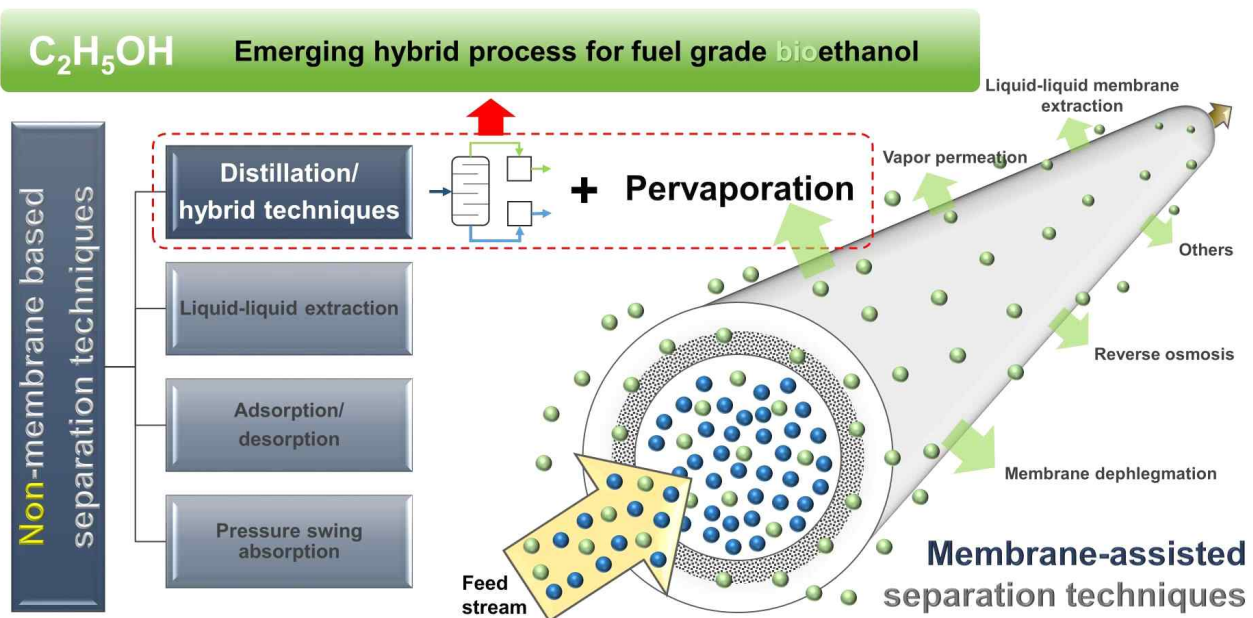 C₂H₅OH
Emerging hybrid process for fuel grade bioethanol
Non-membrane based
separation techniques
Distillation/
hybrid techniques
+
Pervaporation
Liquid-liquid extraction
Adsorption/
desorption
Pressure swing
absorption
Liquid-liquid membrane
extraction
Vapor permeation
Others
Reverse osmosis
Membrane dephlegmation
Feed
stream
Membrane-assisted
separation techniques